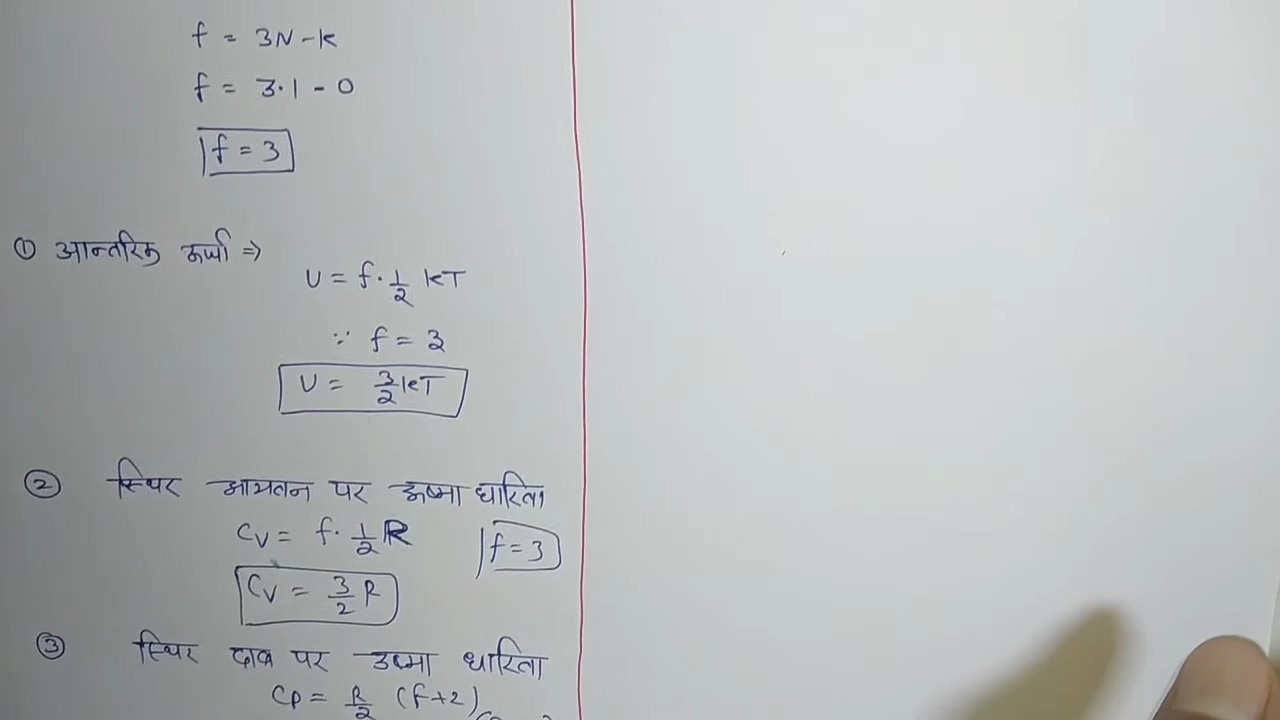 f = 3N - k
f = 3·1 - 0
f = 3
① आन्तरिक ऊर्जा ⇒
U = f · 1/2 kT
∵ f = 3
U = 3/2 kT
② स्थिर आयतन पर ऊष्मा धारिता
Cv = f · 1/2 R
f = 3
Cv = 3/2 R
③ स्थिर दाब पर उष्मा धारिता
Cp = R/2 (f+2)